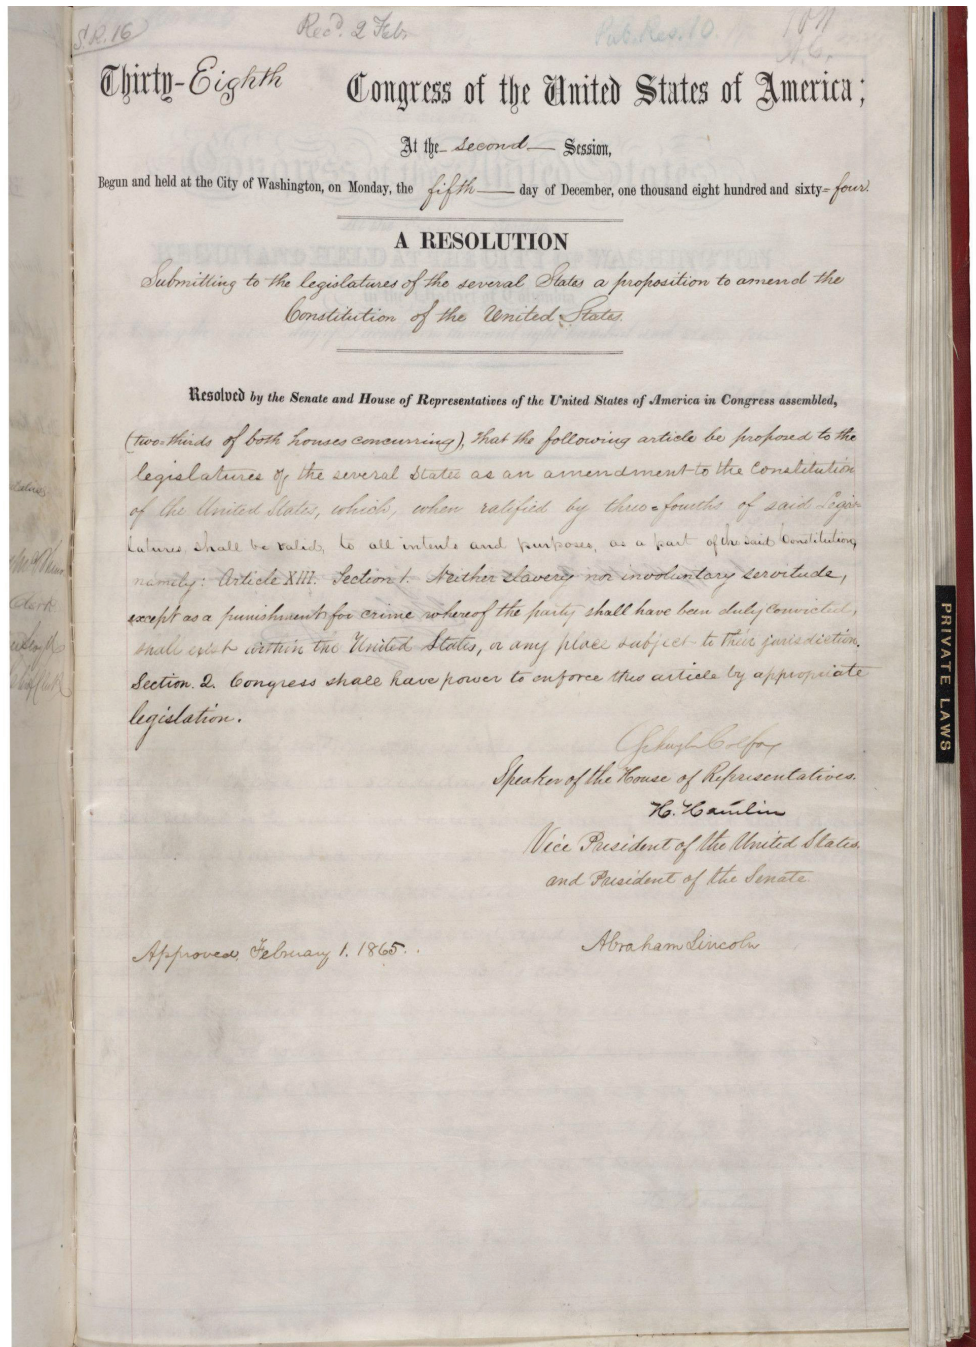 S.R. 16
Rec'd. 2 Feb.
Pub. Res. 10.
Thirty-Eighth Congress of the United States of America;
At the second Session,
Begun and held at the City of Washington, on Monday, the fifth day of December, one thousand eight hundred and sixty-four.
A RESOLUTION
Submitting to the legislatures of the several States a proposition to amend the
Constitution of the United States.
Resolved by the Senate and House of Representatives of the United States of America in Congress assembled,
(two-thirds of both houses concurring), that the following article be proposed to the
legislatures of the several States as an amendment to the Constitution
of the United States, which, when ratified by three-fourths of said Legis-
latures, shall be valid, to all intents and purposes, as a part of the said Constitution,
namely: Article XIII. Section 1. Neither slavery nor involuntary servitude,
except as a punishment for crime whereof the party shall have been duly convicted,
shall exist within the United States, or any place subject to their jurisdiction.
Section. 2. Congress shall have power to enforce this article by appropriate
legislation.
Schuyler Colfax
Speaker of the House of Representatives.
H. Hamlin
Vice President of the United States,
and President of the Senate.
Approved, February 1. 1865.
Abraham Lincoln
PRIVATE LAWS